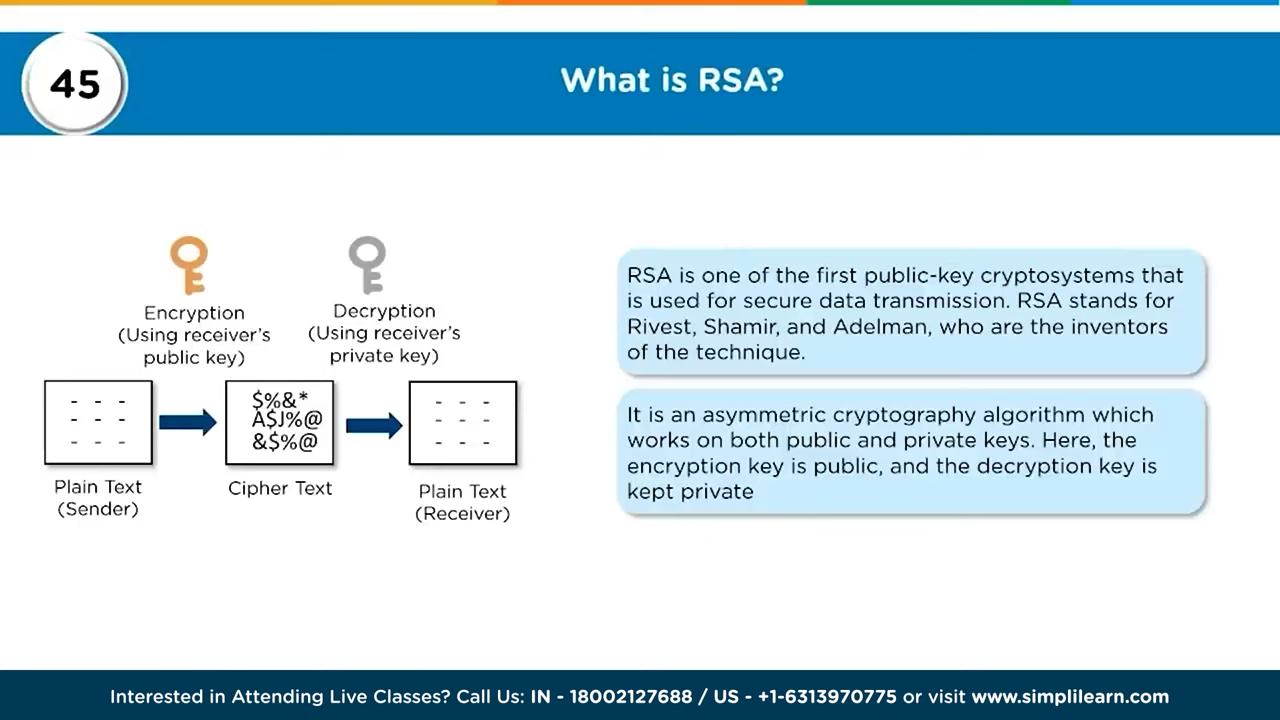 45
What is RSA?
Encryption
(Using receiver's
public key)
Decryption
(Using receiver's
private key)
- - -
- - -
- - -
$%&*
A$J%@
&$%@
- - -
- - -
- - -
Plain Text
(Sender)
Cipher Text
Plain Text
(Receiver)
RSA is one of the first public-key cryptosystems that
is used for secure data transmission. RSA stands for
Rivest, Shamir, and Adelman, who are the inventors
of the technique.
It is an asymmetric cryptography algorithm which
works on both public and private keys. Here, the
encryption key is public, and the decryption key is
kept private
Interested in Attending Live Classes? Call Us: IN - 18002127688 / US - +1-6313970775 or visit www.simplilearn.com